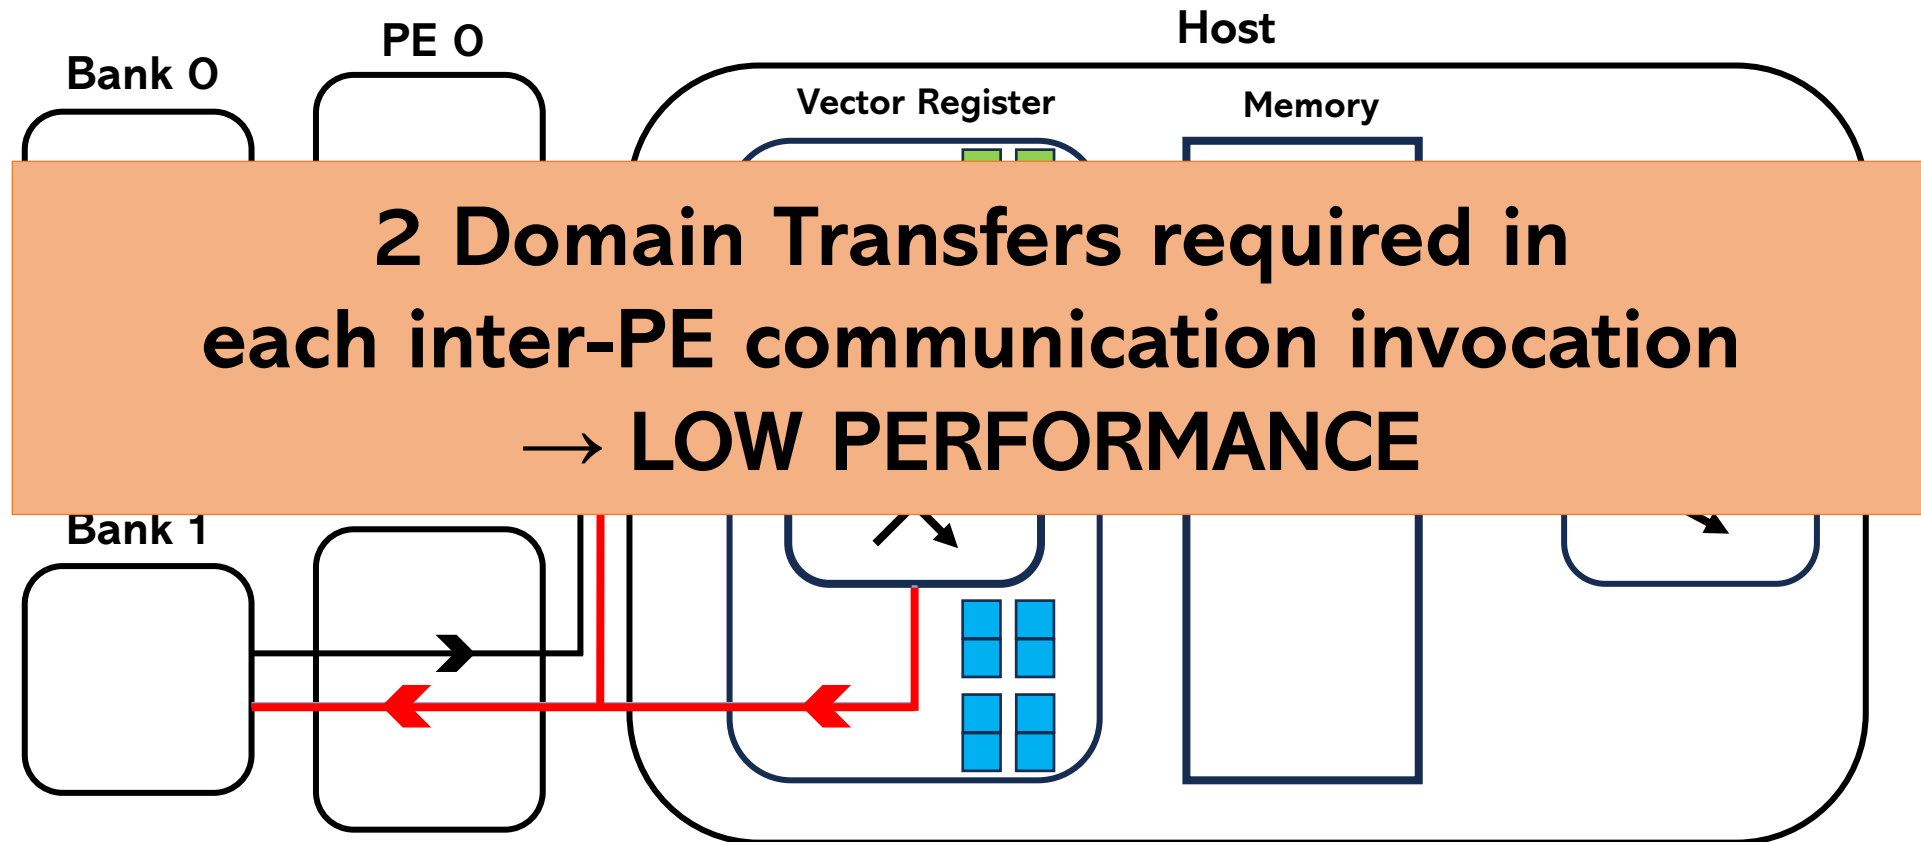 Host
PE 0
Bank 0
Vector Register
Memory
2 Domain Transfers required in
each inter-PE communication invocation
→ LOW PERFORMANCE
Bank 1